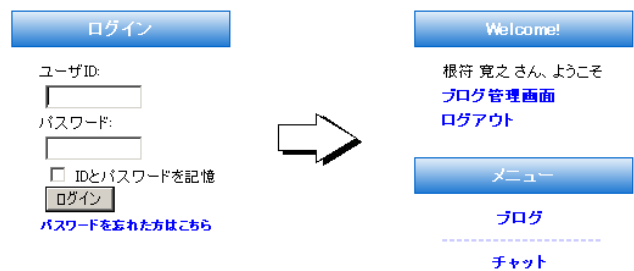 ログイン
ユーザID:
パスワード:
IDとパスワードを記憶
ログイン
パスワードを忘れた方はこちら
Welcome!
根符 寛之 さん、ようこそ
ブログ管理画面
ログアウト
メニュー
ブログ
チャット